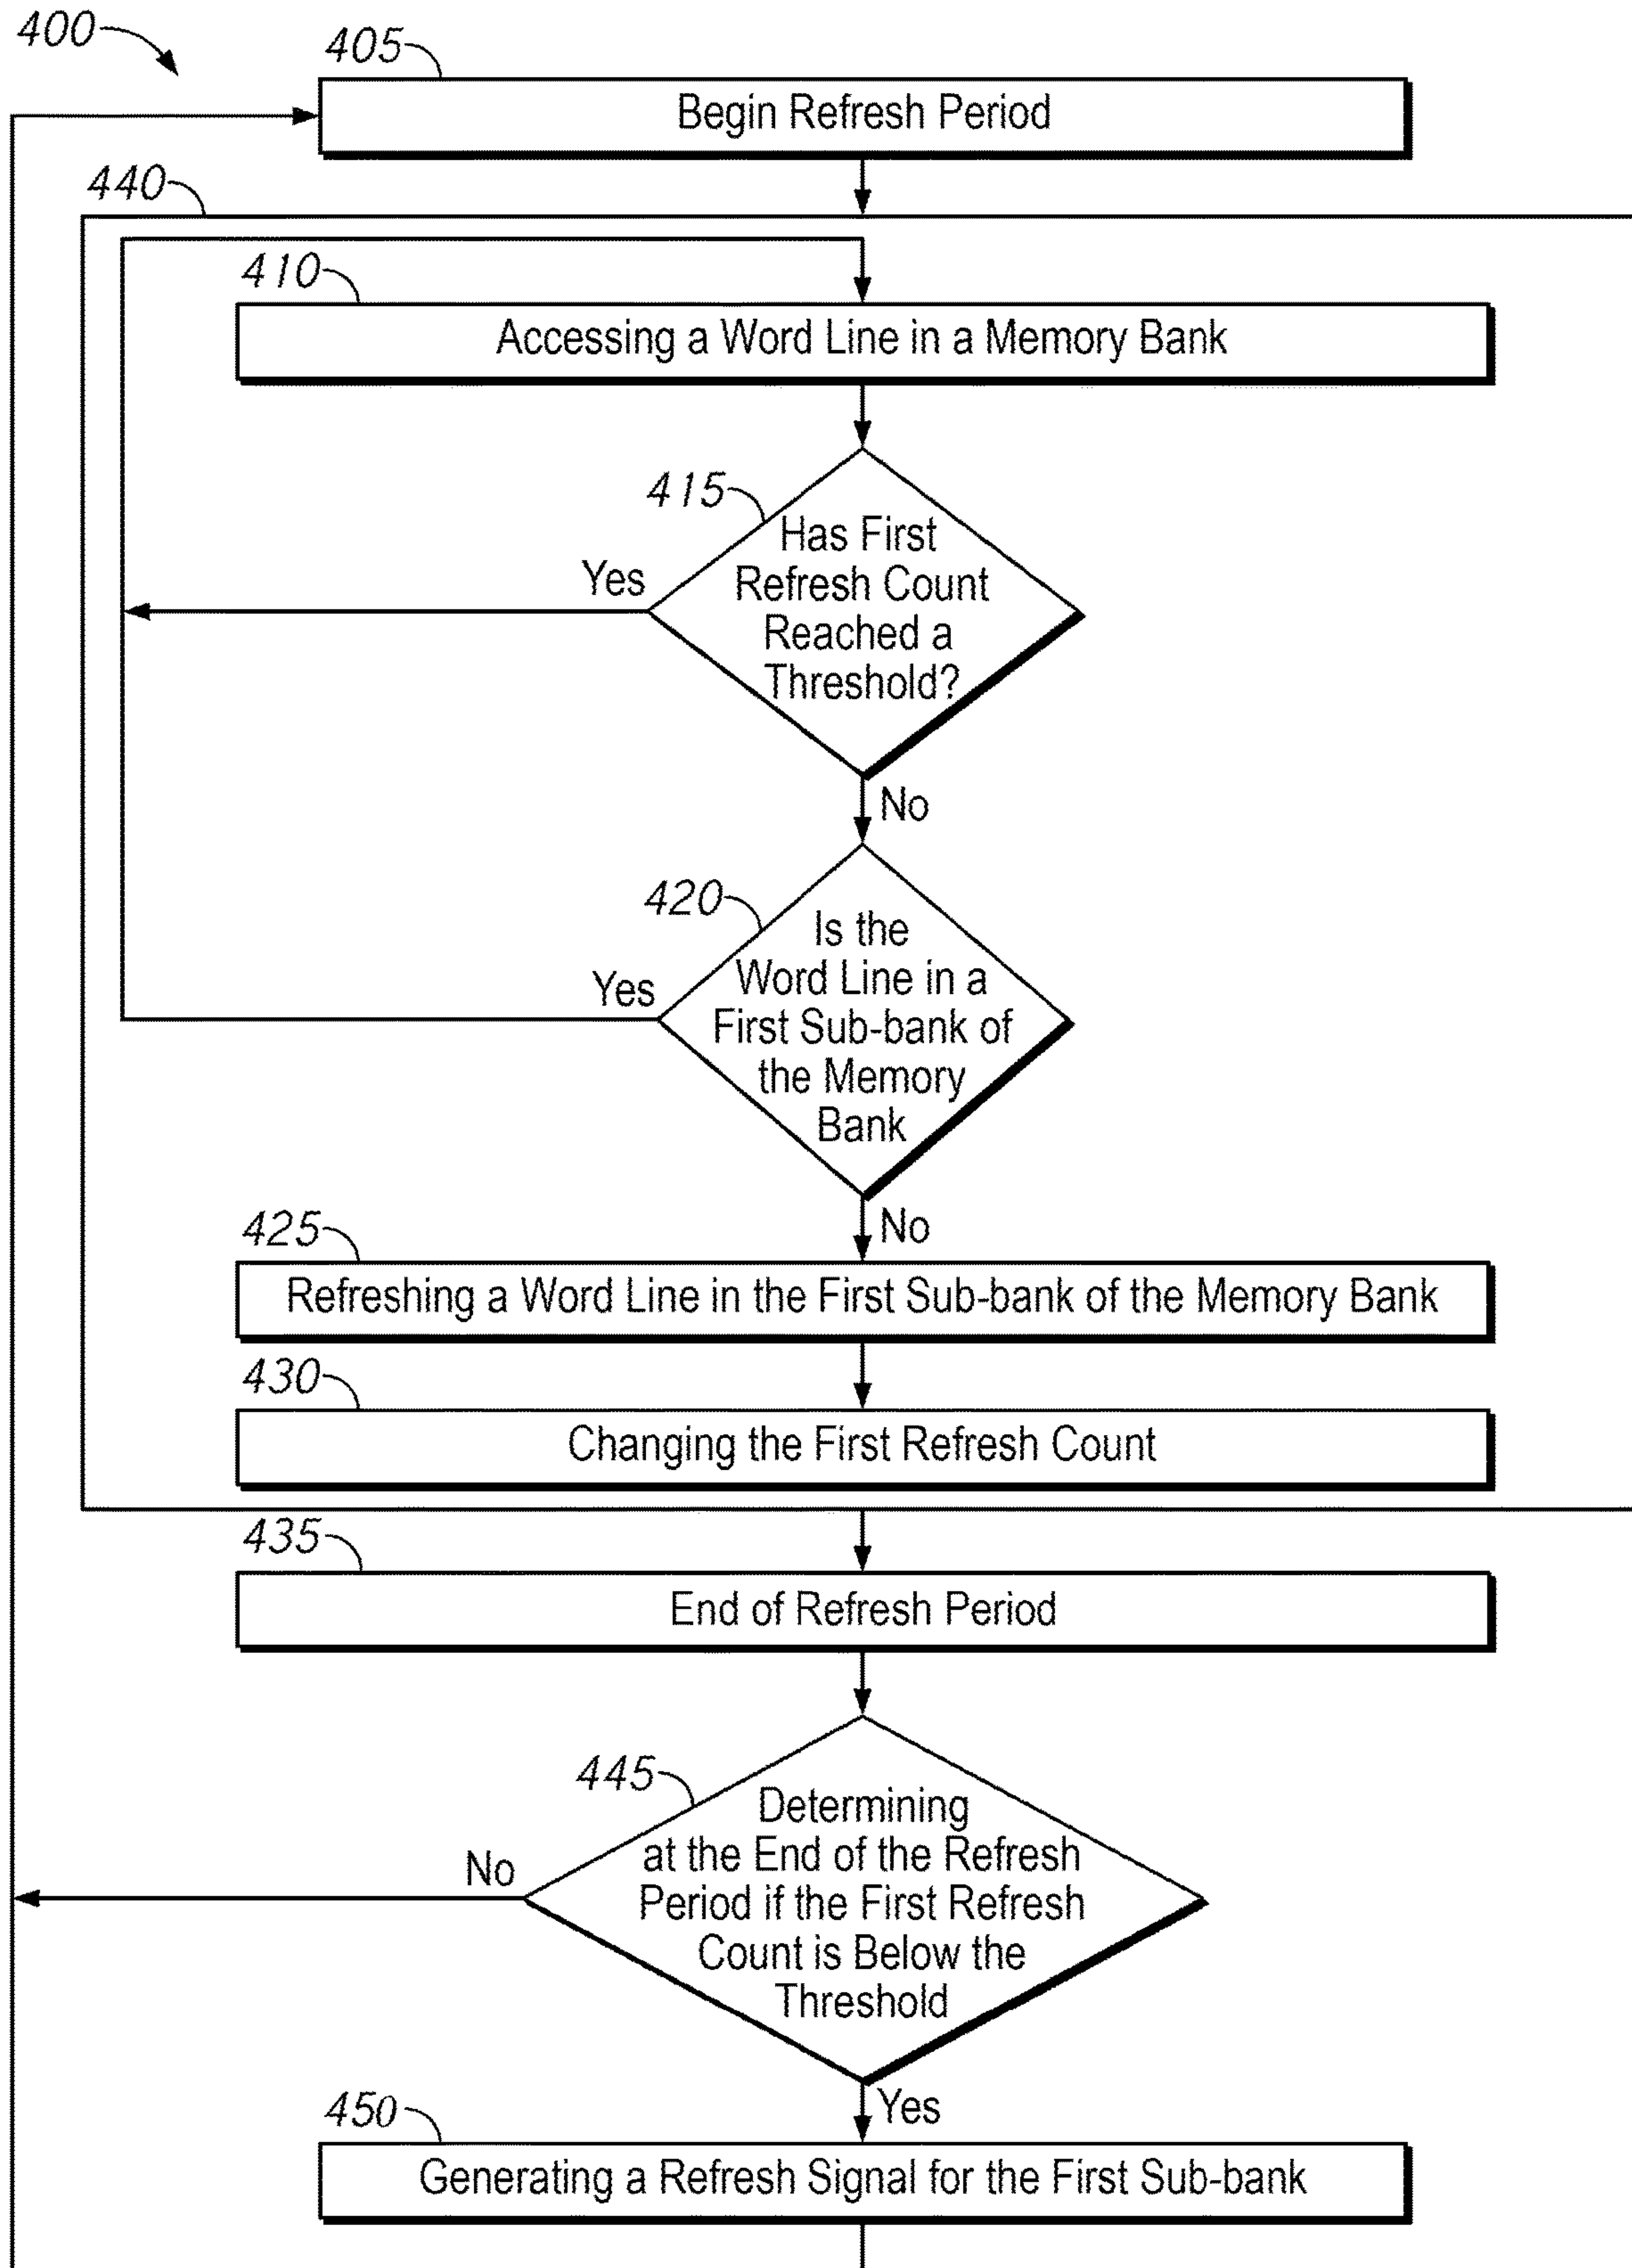 400
405
Begin Refresh Period
440
410
Accessing a Word Line in a Memory Bank
415
Has First
Refresh Count
Reached a
Threshold?
Yes
No
420
Is the
Word Line in a
First Sub-bank of
the Memory
Bank
Yes
No
425
Refreshing a Word Line in the First Sub-bank of the Memory Bank
430
Changing the First Refresh Count
435
End of Refresh Period
445
Determining
at the End of the Refresh
Period if the First Refresh
Count is Below the
Threshold
No
Yes
450
Generating a Refresh Signal for the First Sub-bank